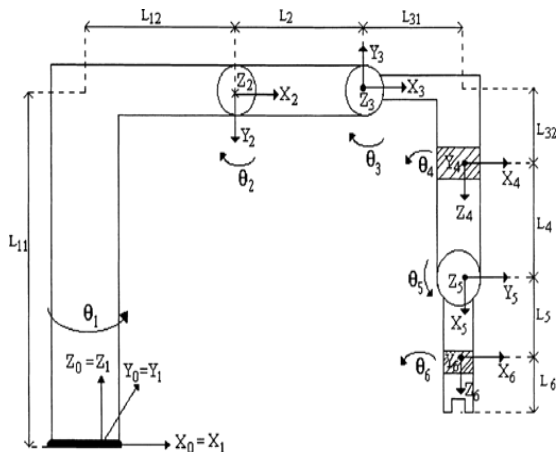 L12 L2 L31
Y3
Z2 X2 Z3 X3
Y2
θ2 θ3
L32
θ4 Y4 X4
Z4
L11 L4
θ5 Z5 Y5
X5
L5
θ1
Z0=Z1 Y0=Y1
θ6 Y6 X6
Z6 L6
X0=X1